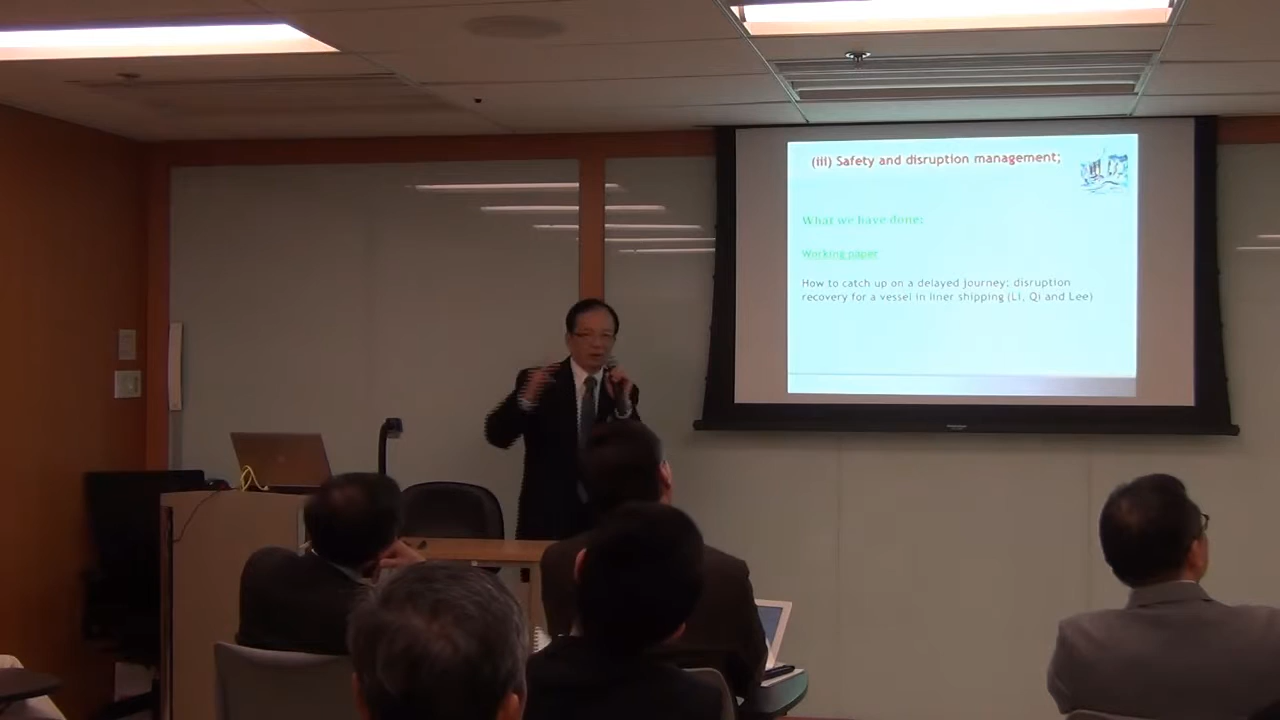 (iii) Safety and disruption management;
What we have done:
Working paper
How to catch up on a delayed journey; disruption
recovery for a vessel in liner shipping (Li, Qi and Lee)